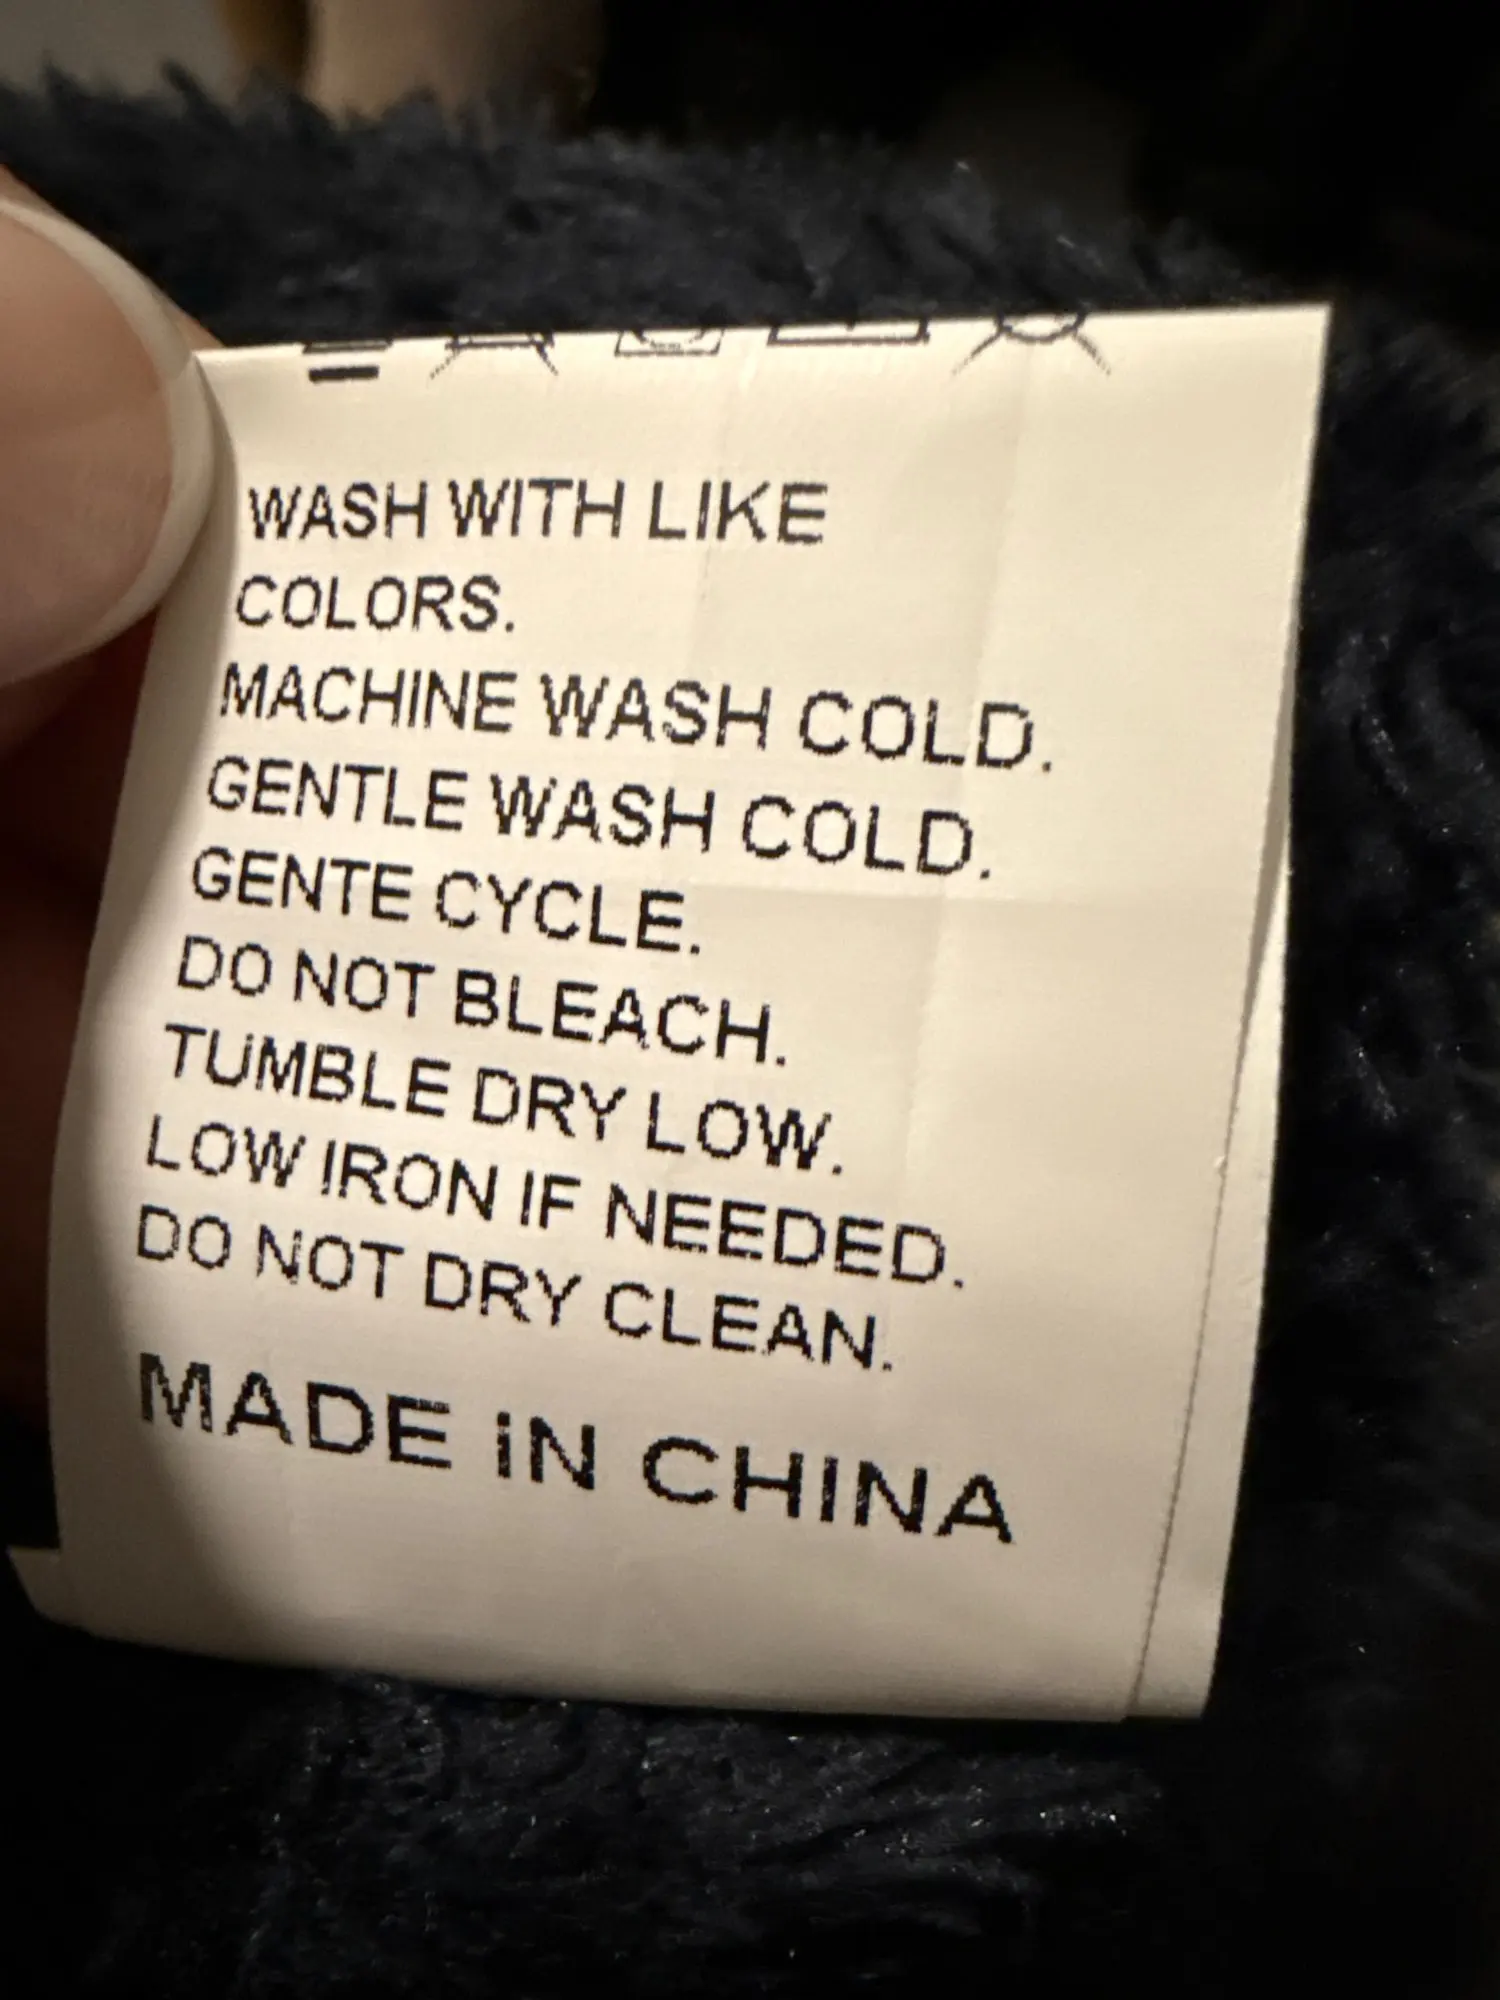 WASH WITH LIKE
COLORS.
MACHINE WASH COLD.
GENTLE WASH COLD.
GENTE CYCLE.
DO NOT BLEACH.
TUMBLE DRY LOW.
LOW IRON IF NEEDED.
DO NOT DRY CLEAN.
MADE iN CHINA